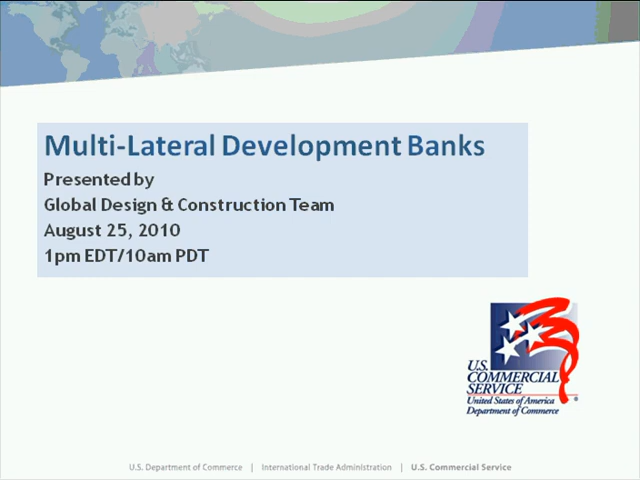 Multi-Lateral Development Banks
Presented by
Global Design & Construction Team
August 25, 2010
1pm EDT/10am PDT
U.S.
COMMERCIAL
SERVICE
United States of America
Department of Commerce
®
U.S. Department of Commerce | International Trade Administration | U.S. Commercial Service